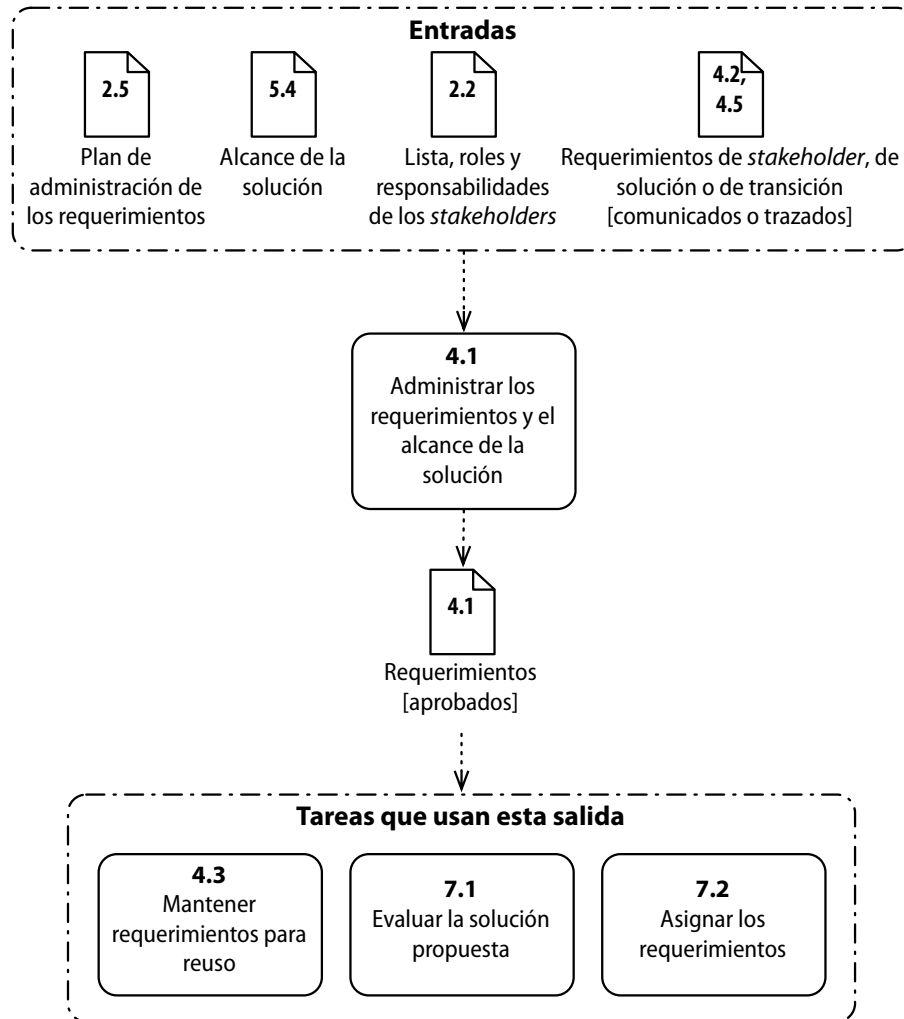 Entradas
2.5
Plan de
administración de
los requerimientos
5.4
Alcance de la
solución
2.2
Lista, roles y
responsabilidades
de los stakeholders
4.2,
4.5
Requerimientos de stakeholder, de
solución o de transición
[comunicados o trazados]
4.1
Administrar los
requerimientos y el
alcance de la
solución
4.1
Requerimientos
[aprobados]
Tareas que usan esta salida
4.3
Mantener
requerimientos para
reuso
7.1
Evaluar la solución
propuesta
7.2
Asignar los
requerimientos